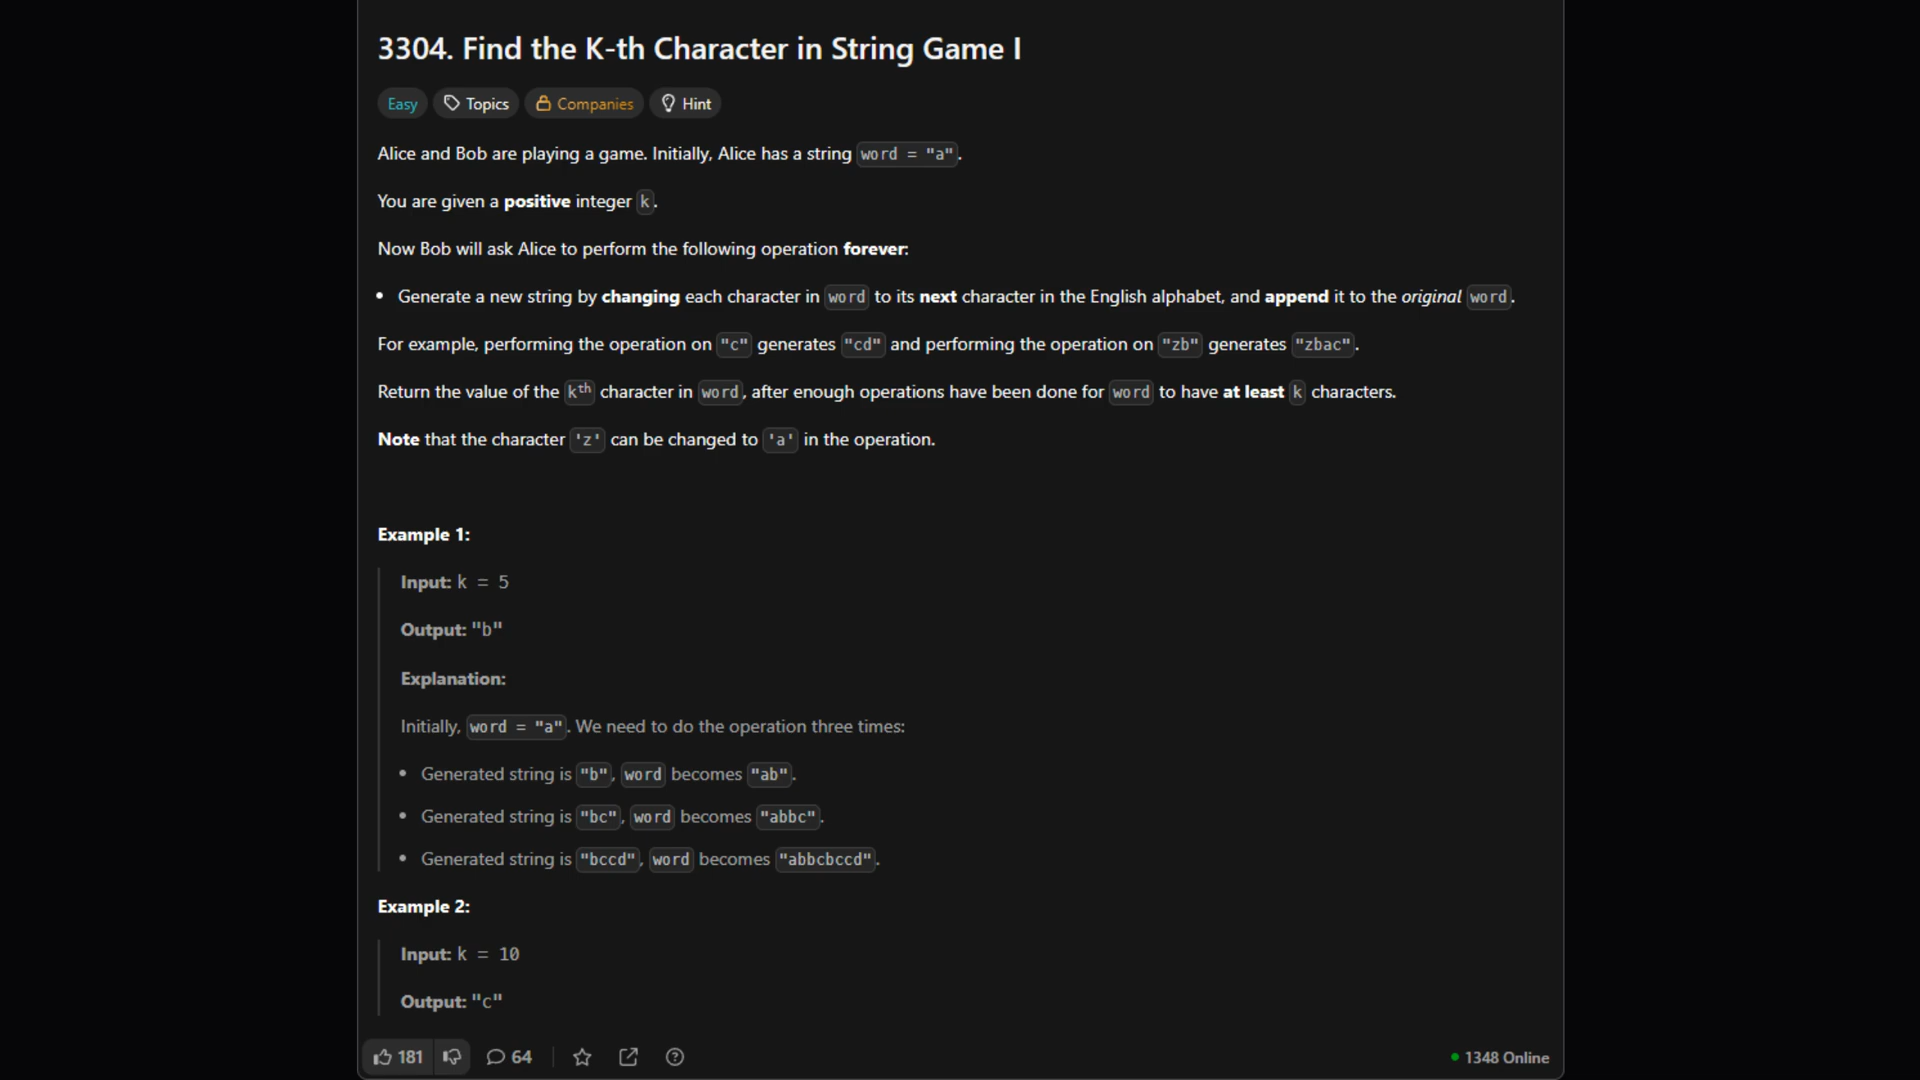 3304. Find the K-th Character in String Game I
Easy Topics Companies Hint
Alice and Bob are playing a game. Initially, Alice has a string word = "a".
You are given a positive integer k.
Now Bob will ask Alice to perform the following operation forever:
• Generate a new string by changing each character in word to its next character in the English alphabet, and append it to the original word.
For example, performing the operation on "c" generates "cd" and performing the operation on "zb" generates "zbac".
Return the value of the kth character in word, after enough operations have been done for word to have at least k characters.
Note that the character 'z' can be changed to 'a' in the operation.
Example 1:
Input: k = 5
Output: "b"
Explanation:
Initially, word = "a". We need to do the operation three times:
• Generated string is "b", word becomes "ab".
• Generated string is "bc", word becomes "abbc".
• Generated string is "bccd", word becomes "abbcbccd".
Example 2:
Input: k = 10
Output: "c"
181 64 1348 Online